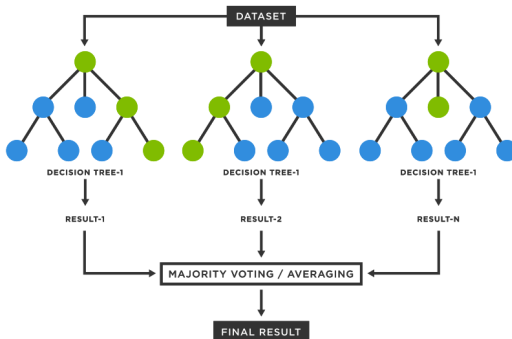 DATASET
DECISION TREE-1
DECISION TREE-1
DECISION TREE-1
RESULT-1
RESULT-2
RESULT-N
MAJORITY VOTING / AVERAGING
FINAL RESULT